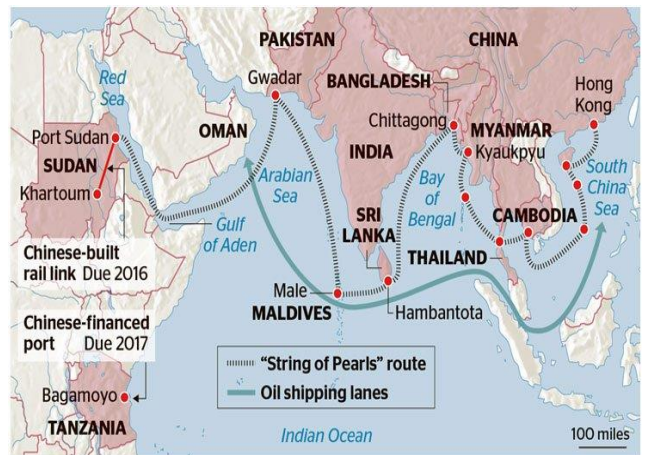 PAKISTAN
CHINA
Red
Sea
Gwadar
BANGLADESH
Hong
Kong
Port Sudan
OMAN
Chittagong
MYANMAR
SUDAN
INDIA
Kyaukpyu
Khartoum
Arabian
Sea
Bay
of
Bengal
South
China
Sea
Gulf
of Aden
SRI
LANKA
CAMBODIA
Chinese-built
rail link Due 2016
THAILAND
Male
MALDIVES
Hambantota
Chinese-financed
port Due 2017
"String of Pearls" route
Oil shipping lanes
Bagamoyo
TANZANIA
Indian Ocean
100 miles